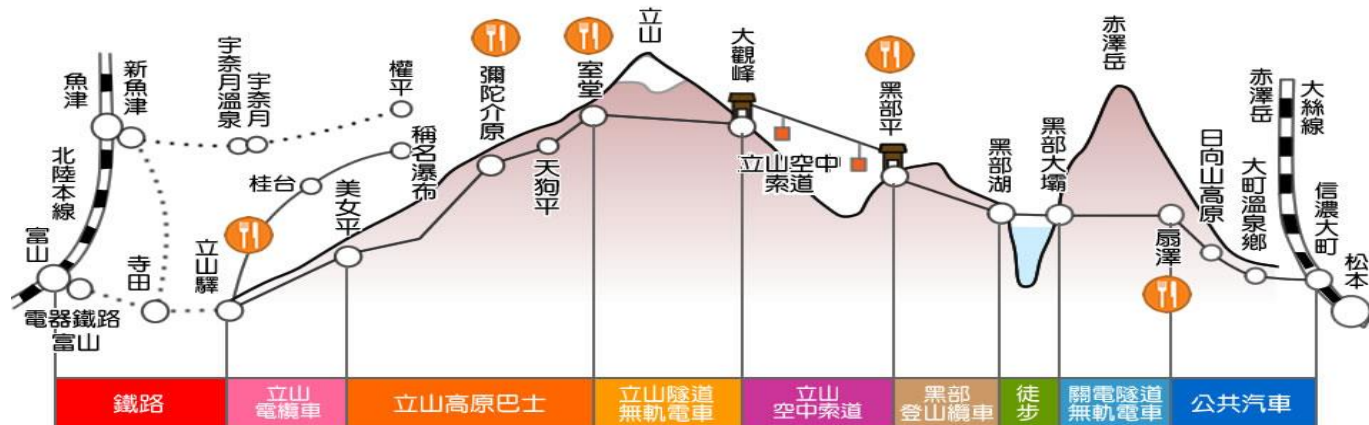 魚津
新魚津
宇奈月溫泉
宇奈月
權平
稱名瀑布
桂台
北陸本線
富山
電器鐵路
富山
寺田
立山驛
美女平
彌陀介原
天狗平
室堂
立山
大觀峰
立山空中
索道
黑部平
黑部湖
黑部大壩
赤澤岳
扇澤
日向山高原
大町溫泉鄉
赤澤岳
大絲線
信濃大町
松本
鐵路
立山
電纜車
立山高原巴士
立山隧道
無軌電車
立山
空中索道
黑部
登山纜車
徒
步
關電隧道
無軌電車
公共汽車